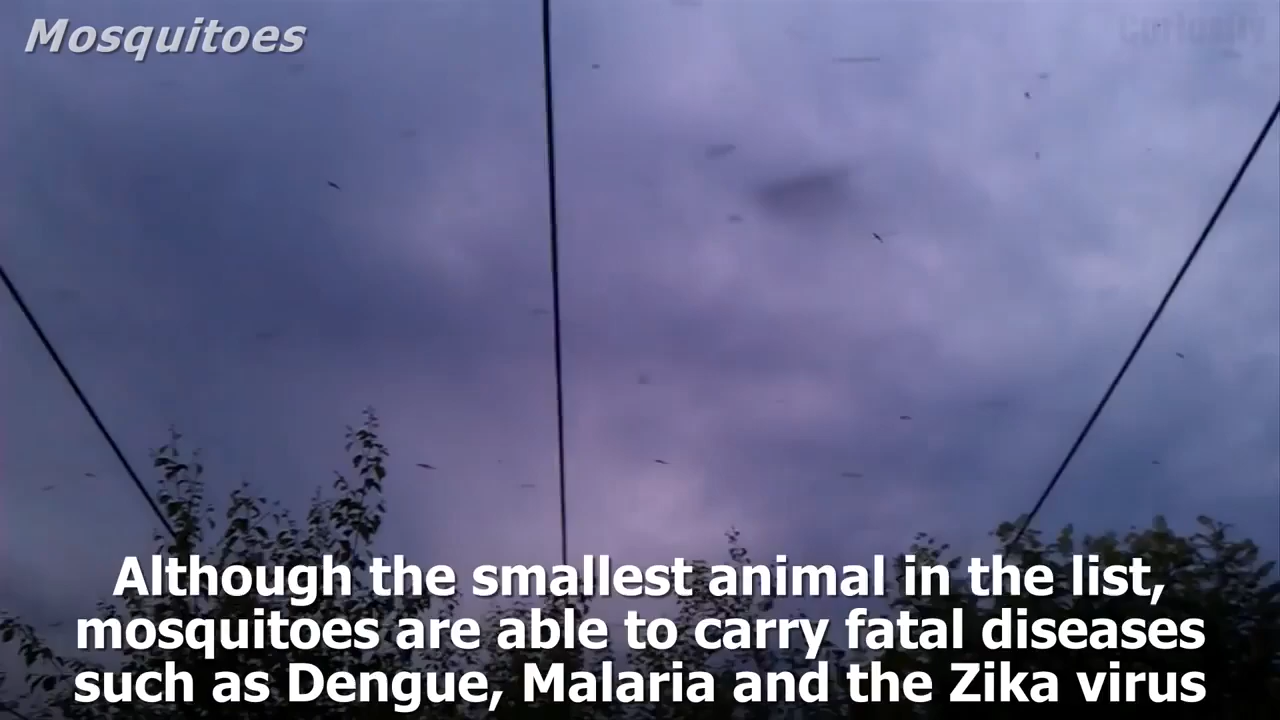 Mosquitoes
Curiosity
Although the smallest animal in the list,
mosquitoes are able to carry fatal diseases
such as Dengue, Malaria and the Zika virus